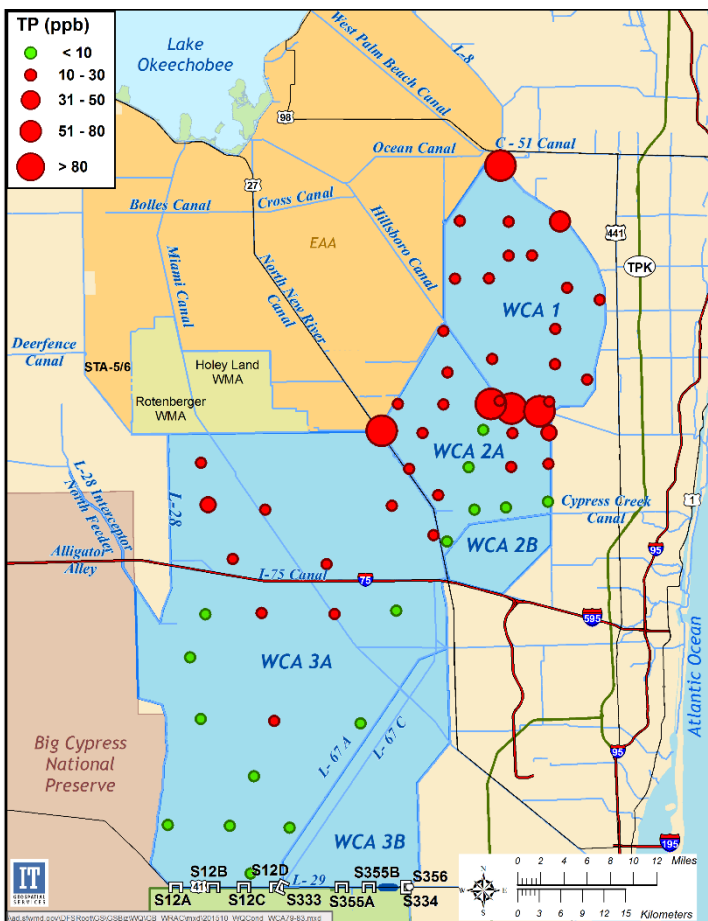 TP (ppb)
< 10
10 - 30
31 - 50
51 - 80
> 80
Lake
Okeechobee
West Palm Beach Canal
L-8
98
C - 51 Canal
Ocean Canal
27
Cross Canal
Bolles Canal
Hillsboro Canal
441
EAA
TPK
Miami Canal
North New River
Canal
WCA 1
Deerfence
Canal
STA-5/6
Holey Land
WMA
Rotenberger
WMA
WCA 2A
L-28 Interceptor
North Feeder
L-28
Cypress Creek
Canal
1
WCA 2B
95
Alligator
Alley
I-75 Canal
75
595
WCA 3A
Atlantic Ocean
L- 67 A
L- 67 C
95
Big Cypress
National
Preserve
WCA 3B
195
S12B
S12D
S355B
S356
41
L- 29
S12A
S12C
S333
S355A
S334
IT
GEOSPATIAL
SERVICES
N
W
E
S
0
3
6
9
12
Miles
0
5
10
15
Kilometers